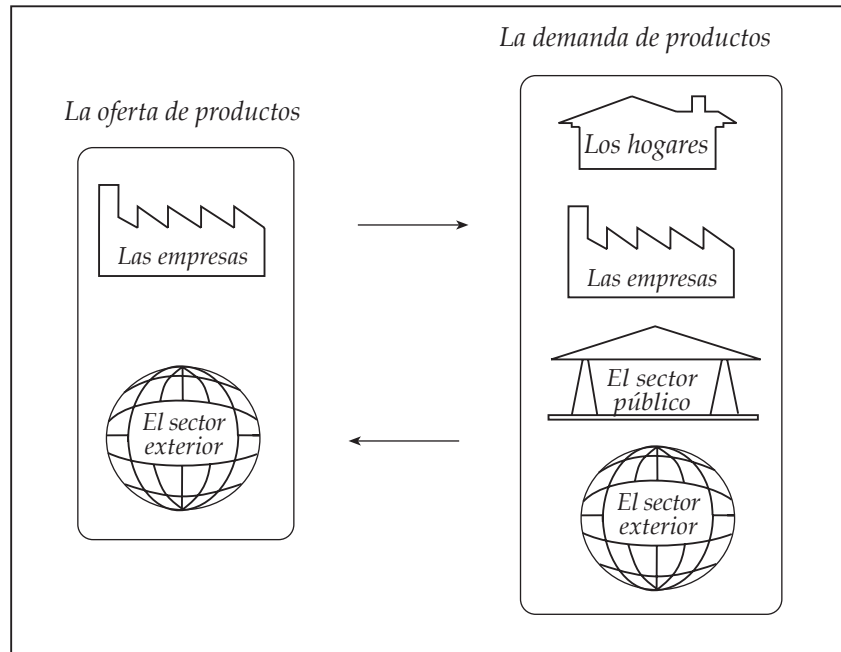 La oferta de productos
Las empresas
El sector
exterior
La demanda de productos
Los hogares
Las empresas
El sector
público
El sector
exterior